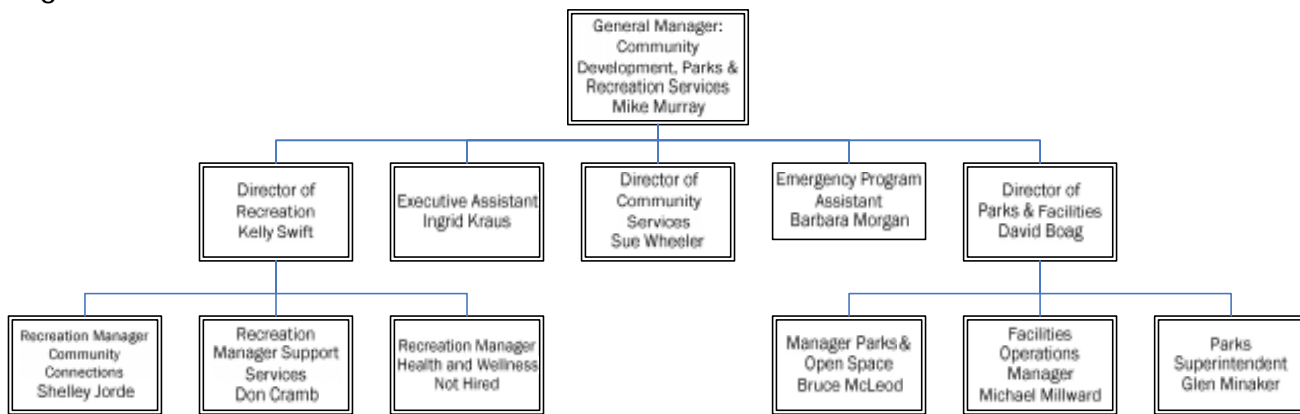 General Manager:
Community
Development, Parks &
Recreation Services
Mike Murray
Director of
Recreation
Kelly Swift
Executive Assistant
Ingrid Kraus
Director of
Community
Services
Sue Wheeler
Emergency Program
Assistant
Barbara Morgan
Director of
Parks & Facilities
David Boag
Recreation Manager
Community
Connections
Shelley Jorde
Recreation
Manager Support
Services
Don Cramb
Recreation Manager
Health and Wellness
Not Hired
Manager Parks &
Open Space
Bruce McLeod
Facilities
Operations
Manager
Michael Millward
Parks
Superintendent
Glen Minaker